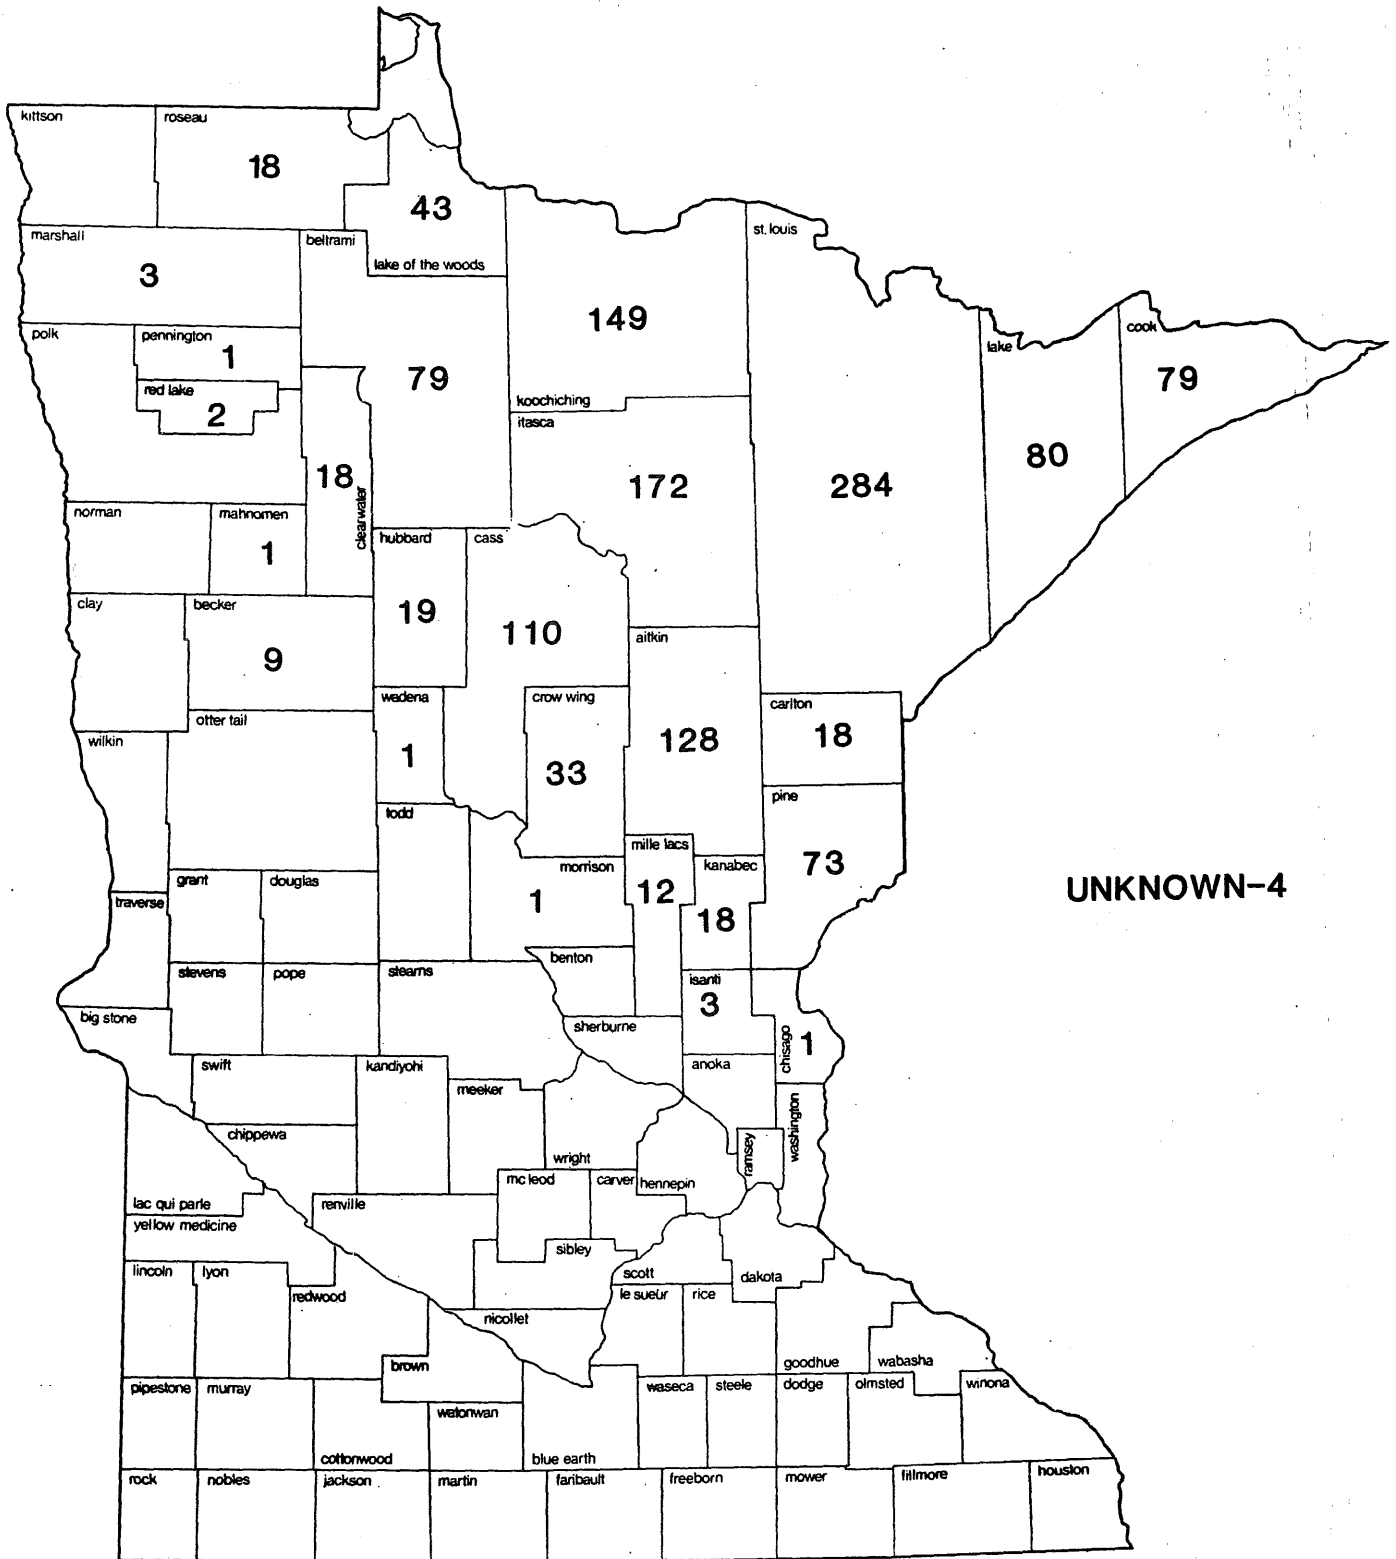 kittson
roseau
18
43
lake of the woods
marshall
3
beltrami
79
149
koochiching
st. louis
284
lake
80
cook
79
polk
pennington
1
red lake
2
18
clearwater
itasca
172
norman
mahnomen
1
hubbard
19
cass
110
clay
becker
9
aitkin
128
wadena
1
crow wing
33
carlton
18
otter tail
wilkin
pine
73
todd
mille lacs
12
kanabec
18
morrison
1
UNKNOWN-4
grant
douglas
traverse
benton
stevens
pope
stearns
isanti
3
big stone
sherburne
chisago
1
swift
kandiyohi
anoka
meeker
washington
chippewa
ramsey
wright
mc leod
carver
hennepin
lac qui parle
renville
yellow medicine
sibley
lincoln
lyon
scott
dakota
redwood
le sueur
rice
nicollet
brown
goodhue
wabasha
pipestone
murray
waseca
steele
dodge
olmsted
winona
watonwan
cottonwood
blue earth
rock
nobles
jackson
martin
faribault
freeborn
mower
fillmore
houston